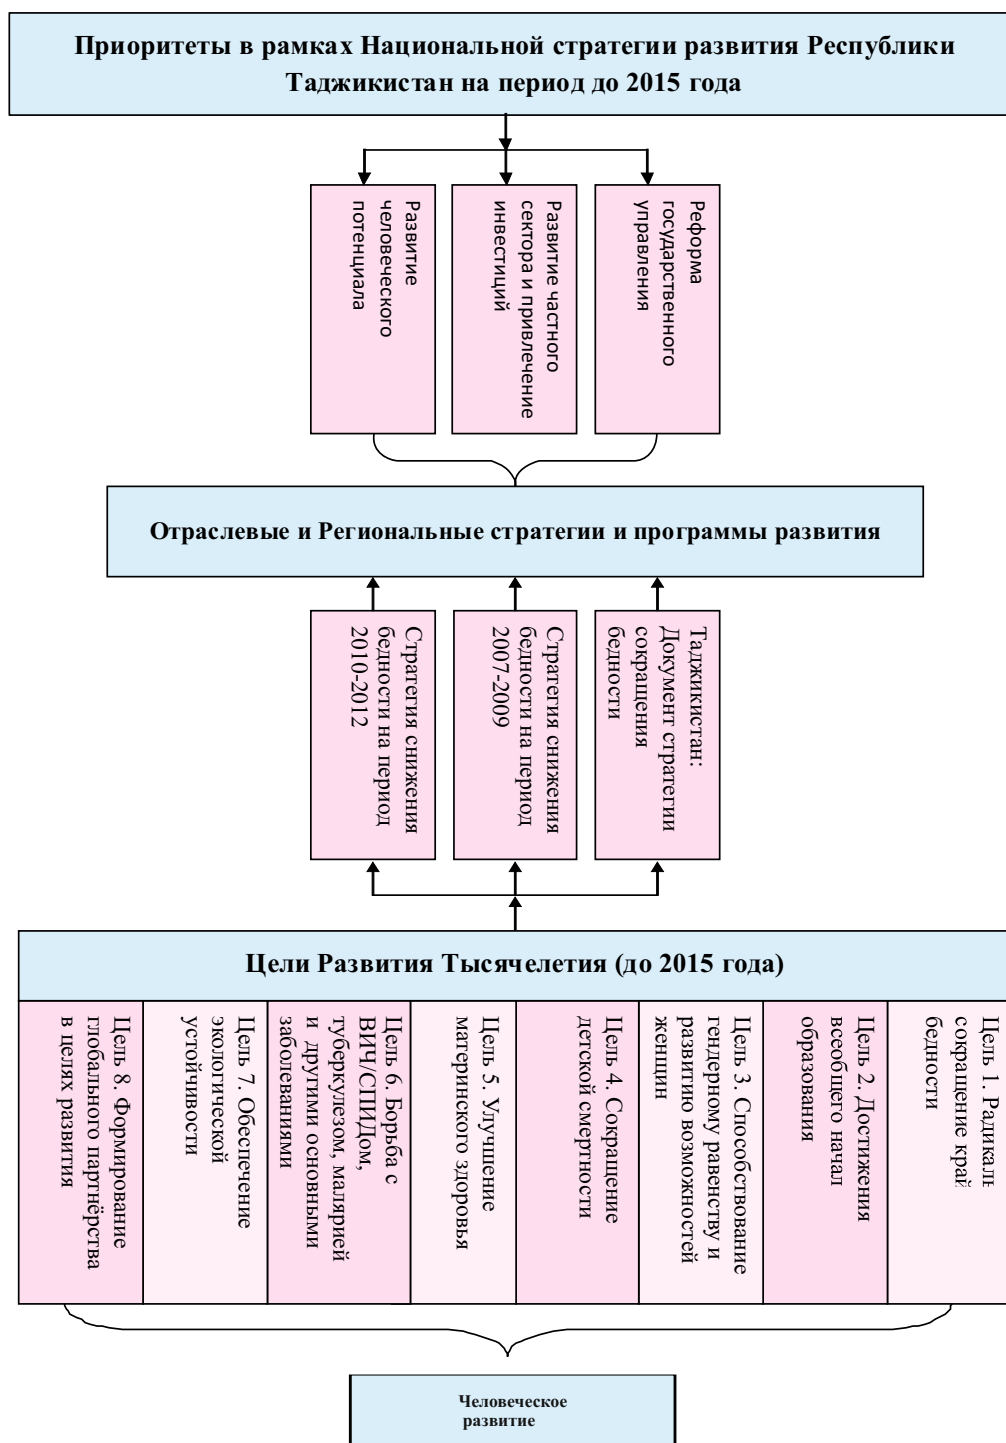 Приоритеты в рамках Национальной стратегии развития Республики
Таджикистан на период до 2015 года
Развитие
человеческого
потенциала
Развитие частного
сектора и привлечение
инвестиций
Реформа
государственного
управления
Отраслевые и Региональные стратегии и программы развития
Стратегия снижения
бедности на период
2010-2012
Стратегия снижения
бедности на период
2007-2009
Таджикистан:
Документ стратегии
сокращения
бедности
Цели Развития Тысячелетия (до 2015 года)
Цель 8. Формирование
глобального партнёрства
в целях развития
Цель 7. Обеспечение
экологической
устойчивости
Цель 6. Борьба с
ВИЧ/СПИДом,
туберкулезом, малярией
и другими основными
заболеваниями
Цель 5. Улучшение
материнского здоровья
Цель 4. Сокращение
детской смертности
Цель 3. Способствование
гендерному равенству и
развитию возможностей
женщин
Цель 2. Достижения
всеобщего начал
образования
Цель 1. Радикаль
сокращение край
бедности
Человеческое
развитие